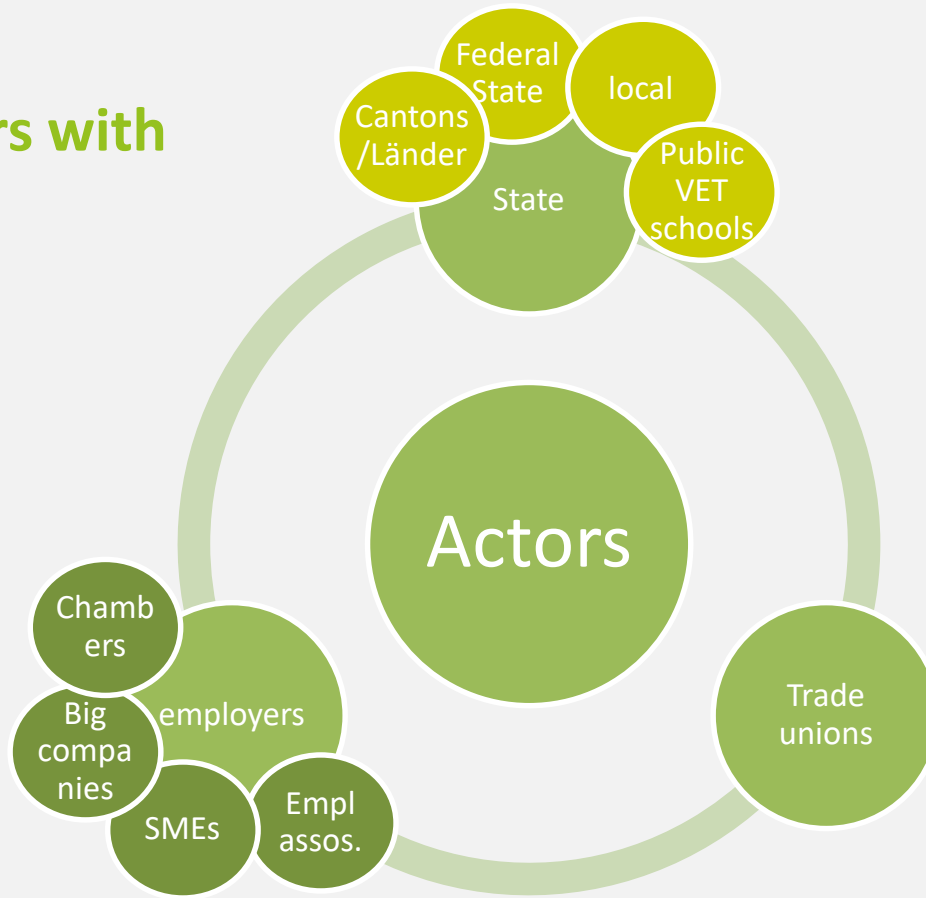 rs with
Federal
State
local
Cantons
/Länder
Public
VET
schools
State
Actors
Chamb
ers
Big
compa
nies
employers
SMEs
Empl
assos.
Trade
unions